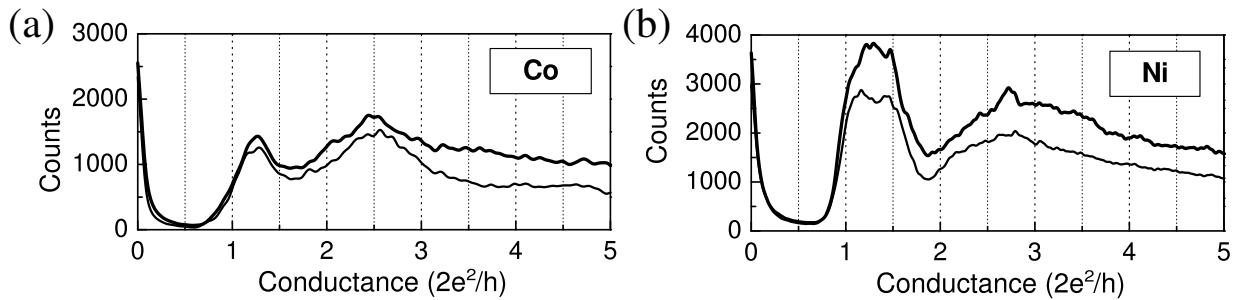 (a)
3000
2000
1000
0
Counts
Co
0 1 2 3 4 5
Conductance (2e²/h)
(b)
4000
3000
2000
1000
0
Counts
Ni
0 1 2 3 4 5
Conductance (2e²/h)